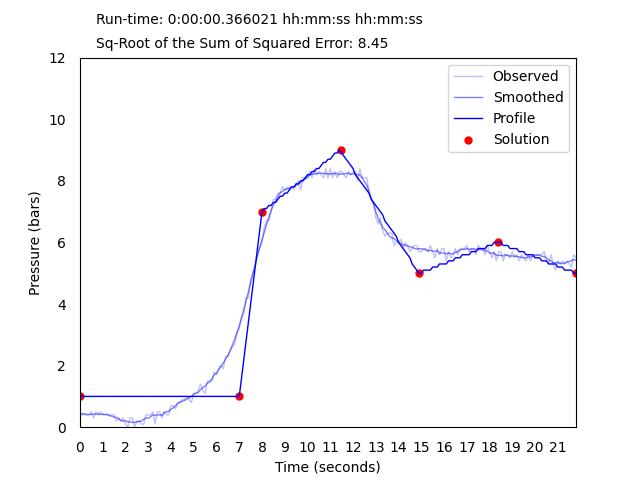 Run-time: 0:00:00.366021 hh:mm:ss hh:mm:ss
Sq-Root of the Sum of Squared Error: 8.45
Observed
Smoothed
Profile
Solution
Pressure (bars)
12
10
8
6
4
2
0
0 1 2 3 4 5 6 7 8 9 10 11 12 13 14 15 16 17 18 19 20 21
Time (seconds)